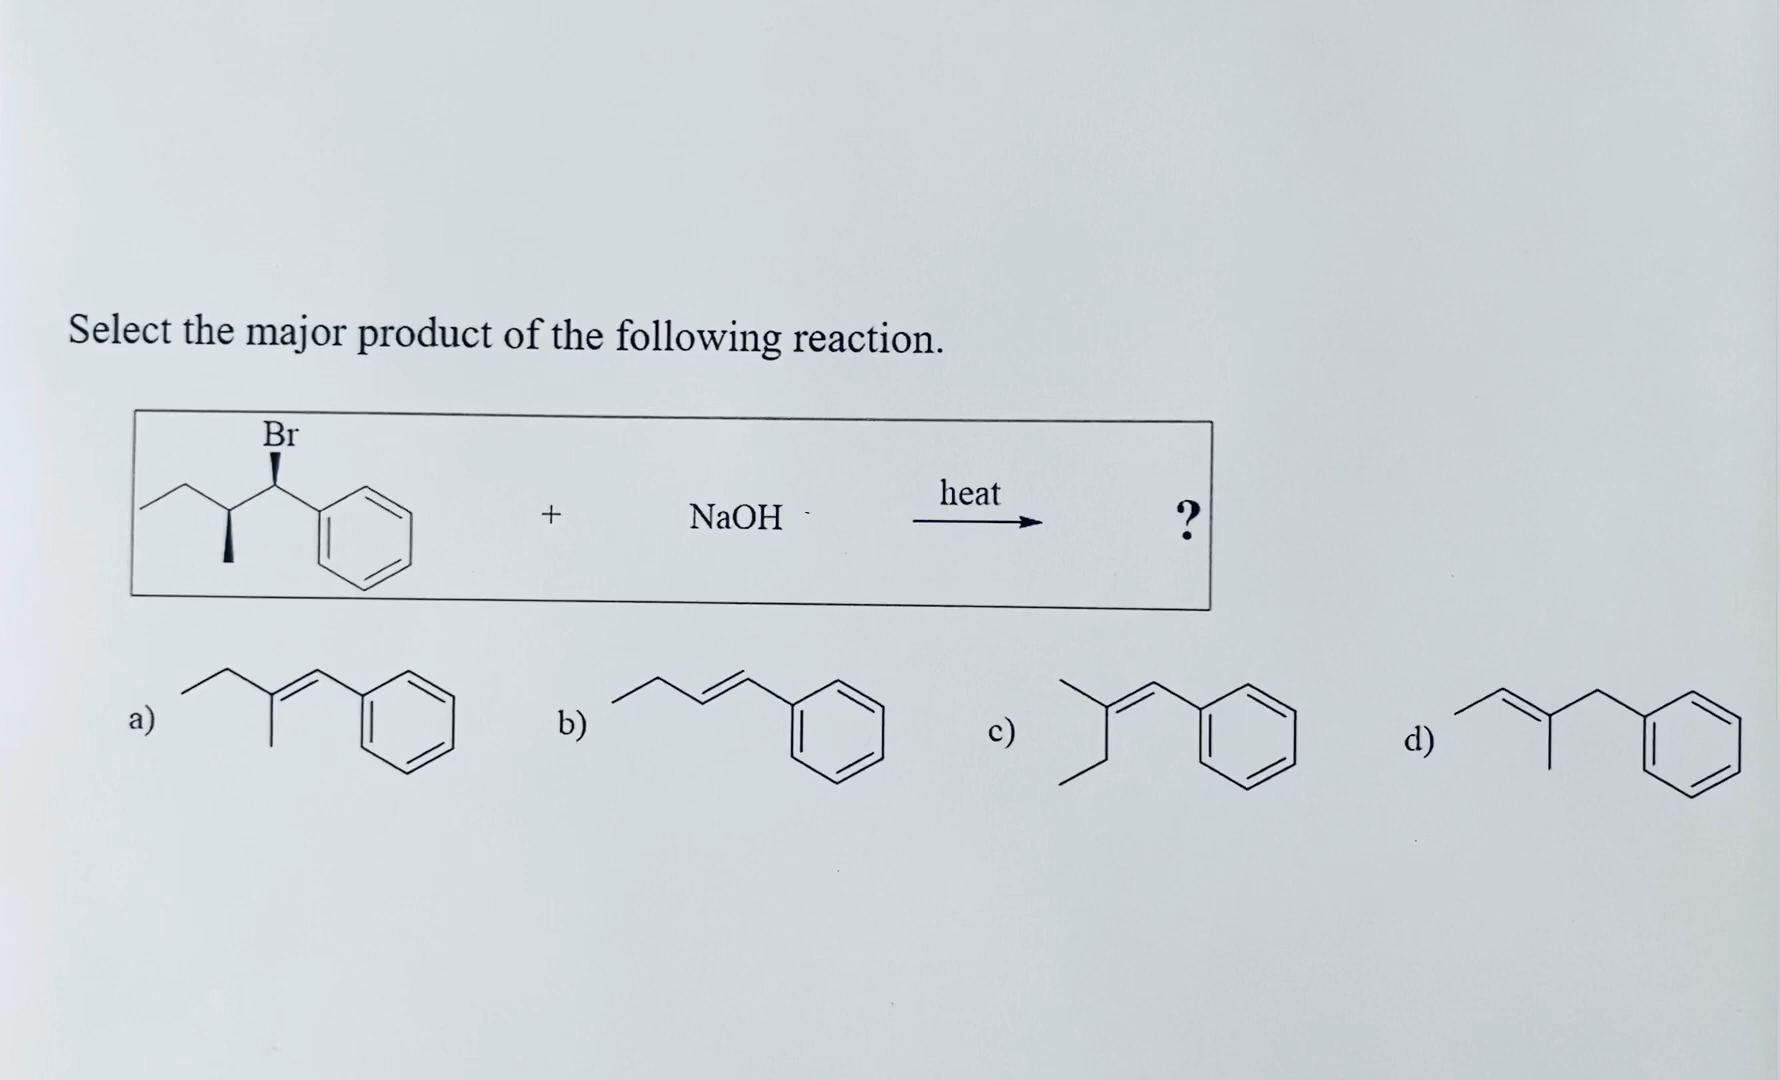 Select the major product of the following reaction.
Br
+ NaOH heat ?
a)
b)
c)
d)